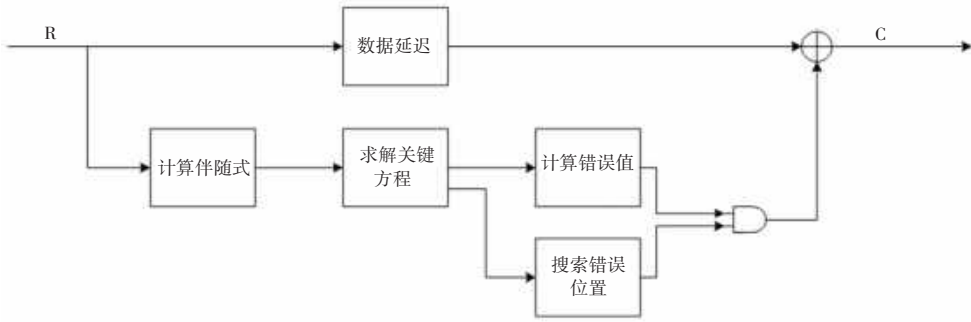 R
数据延迟
C
计算伴随式
求解关键
方程
计算错误值
搜索错误
位置